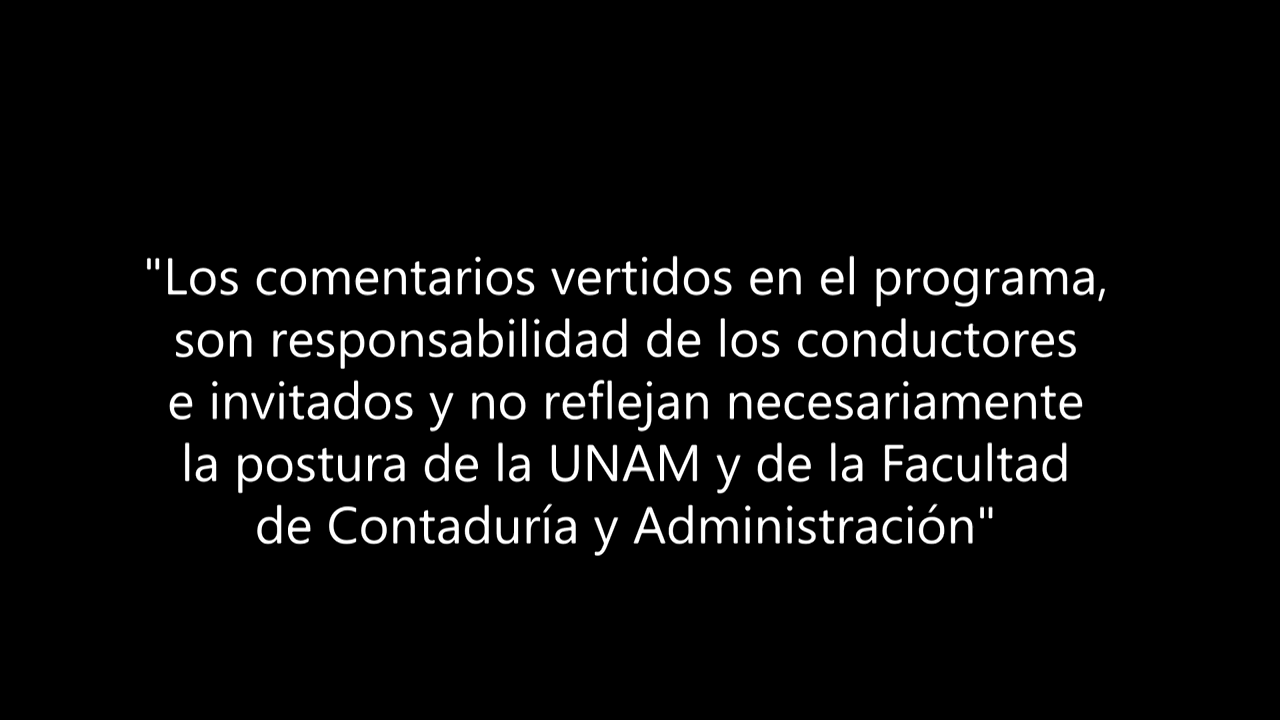 "Los comentarios vertidos en el programa,
son responsabilidad de los conductores
e invitados y no reflejan necesariamente
la postura de la UNAM y de la Facultad
de Contaduría y Administración"